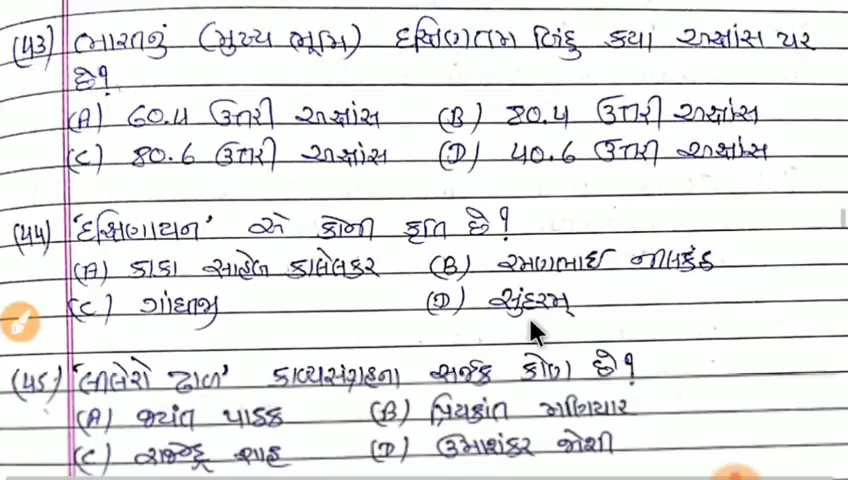 (43) ભારતનું (મુખ્ય ભૂમિ) દક્ષિણતમ બિંદુ કયા અક્ષાંસ પર
છે?
(A) 60.4 ઉત્તરી અક્ષાંસ (B) 80.4 ઉત્તરી અક્ષાંસ
(C) 80.6 ઉત્તરી અક્ષાંસ (D) 40.6 ઉત્તરી અક્ષાંસ
(44) 'દક્ષિણાયન' એ કોની કૃતિ છે?
(A) કાકા સાહેબ કાલેલકર (B) રમણભાઈ નીલકંઠ
(C) ગાંધીજી (D) સુંદરમ્
(45) 'લીલેરો ઢાળ' કાવ્યસંગ્રહના સર્જક કોણ છે?
(A) જયંત પાઠક (B) પ્રિયકાંત મણિયાર
(C) રાજેન્દ્ર શાહ (D) ઉમાશંકર જોશી